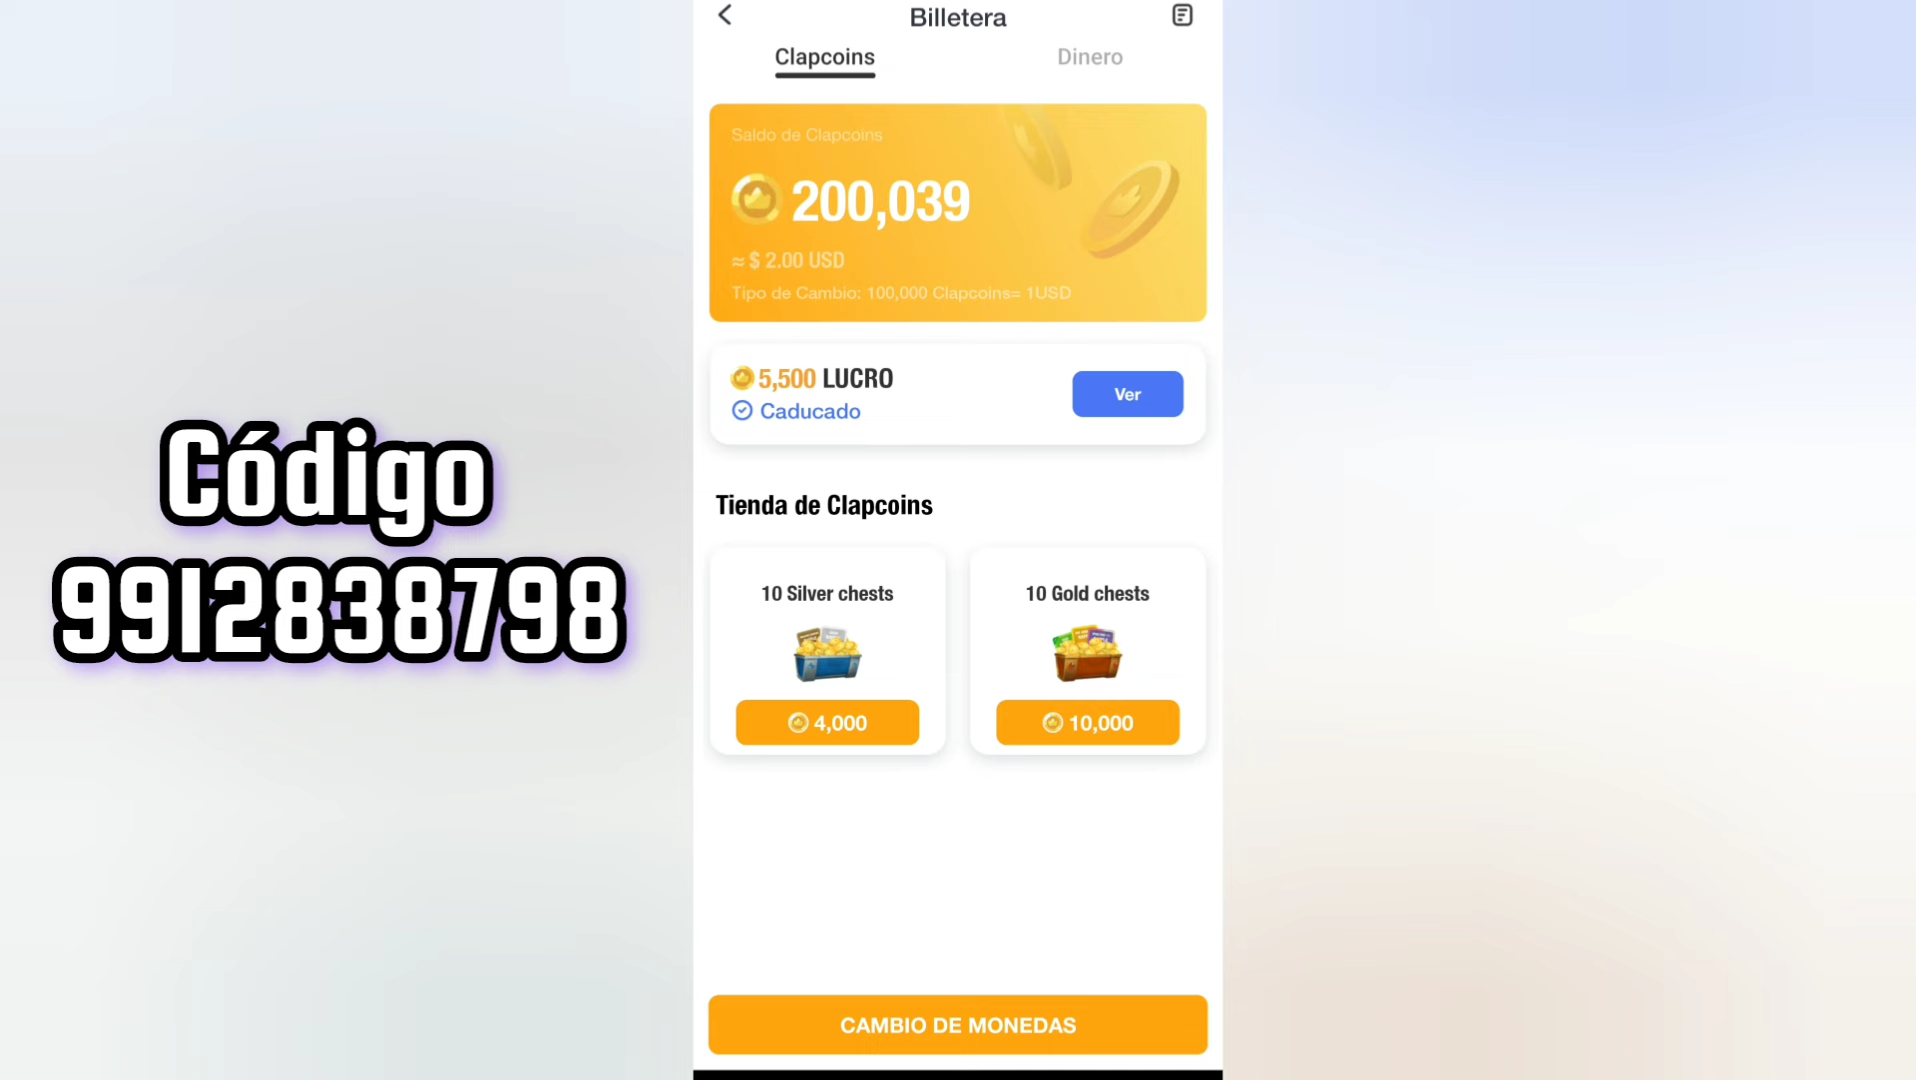 Billetera
Clapcoins
Dinero
Saldo de Clapcoins
200,039
≈ $ 2.00 USD
Tipo de Cambio: 100,000 Clapcoins= 1USD
5,500 LUCRO
Caducado
Ver
Código
9912838798
Tienda de Clapcoins
10 Silver chests
10 Gold chests
4,000
10,000
CAMBIO DE MONEDAS